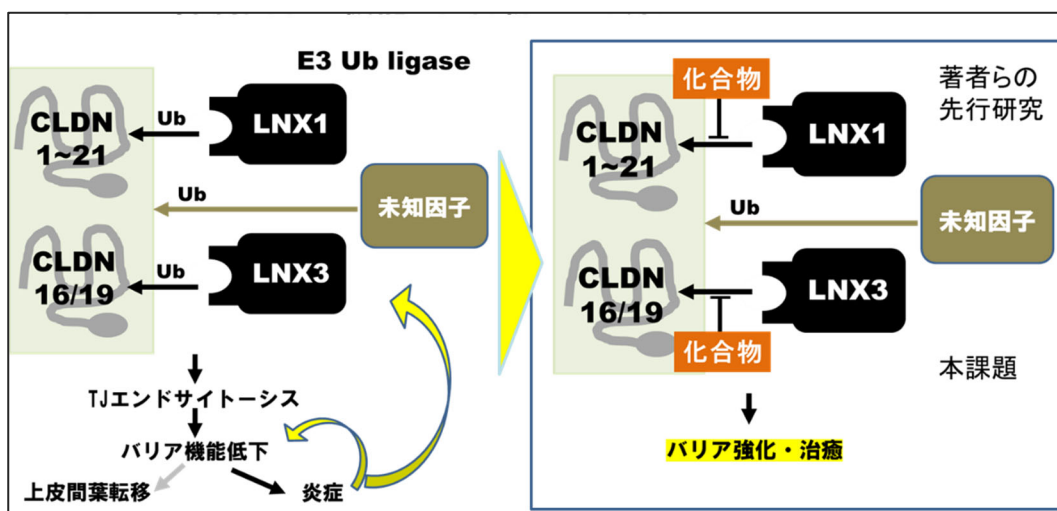 E3 Ub ligase
CLDN
1~21
Ub
LNX1
Ub
未知因子
CLDN
16/19
Ub
LNX3
TJエンドサイトーシス
バリア機能低下
上皮間葉転移
炎症
化合物
著者らの
先行研究
CLDN
1~21
LNX1
Ub
未知因子
CLDN
16/19
LNX3
化合物
本課題
バリア強化・治癒